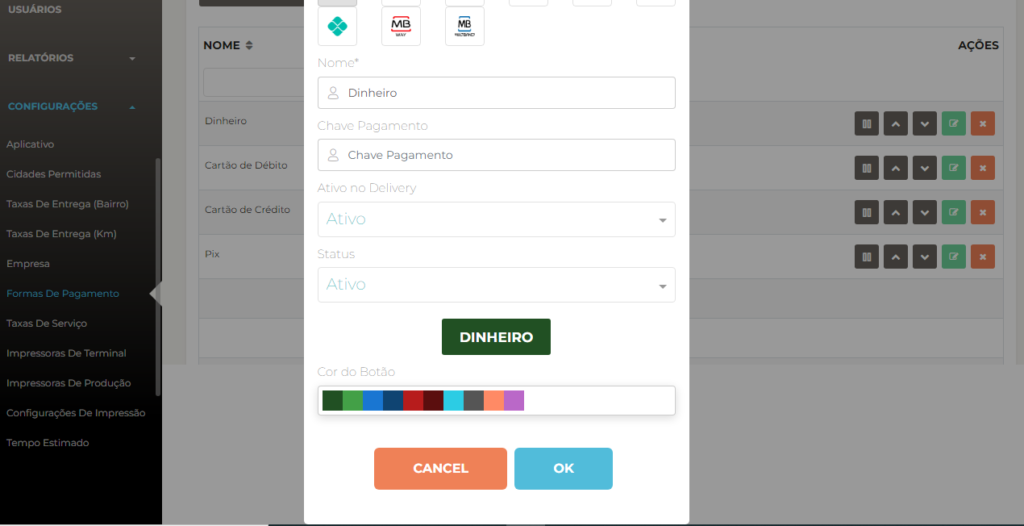 USUÁRIOS
RELATÓRIOS
CONFIGURAÇÕES
Aplicativo
Cidades Permitidas
Taxas De Entrega (Bairro)
Taxas De Entrega (Km)
Empresa
Formas De Pagamento
Taxas De Serviço
Impressoras De Terminal
Impressoras De Produção
Configurações De Impressão
Tempo Estimado
NOME
AÇÕES
Dinheiro
Cartão de Débito
Cartão de Crédito
Pix
MB
WAY
MB
MULTIBANCO
Nome*
Dinheiro
Chave Pagamento
Chave Pagamento
Ativo no Delivery
Ativo
Status
Ativo
DINHEIRO
Cor do Botão
CANCEL
OK